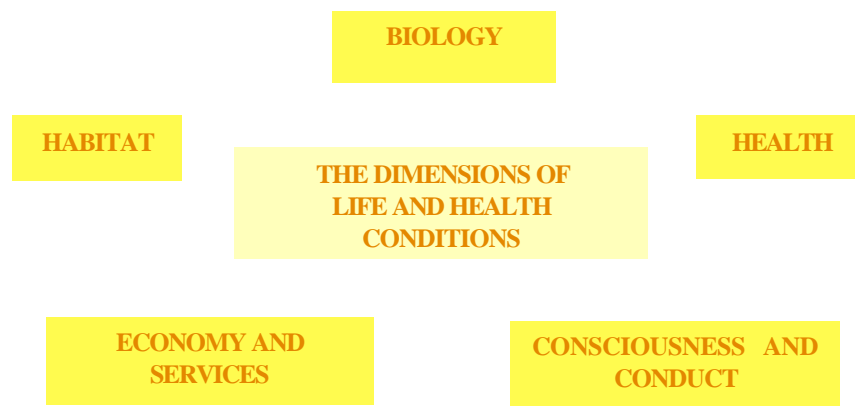 BIOLOGY
HABITAT
HEALTH
THE DIMENSIONS OF
LIFE AND HEALTH
CONDITIONS
ECONOMY AND
SERVICES
CONSCIOUSNESS AND
CONDUCT